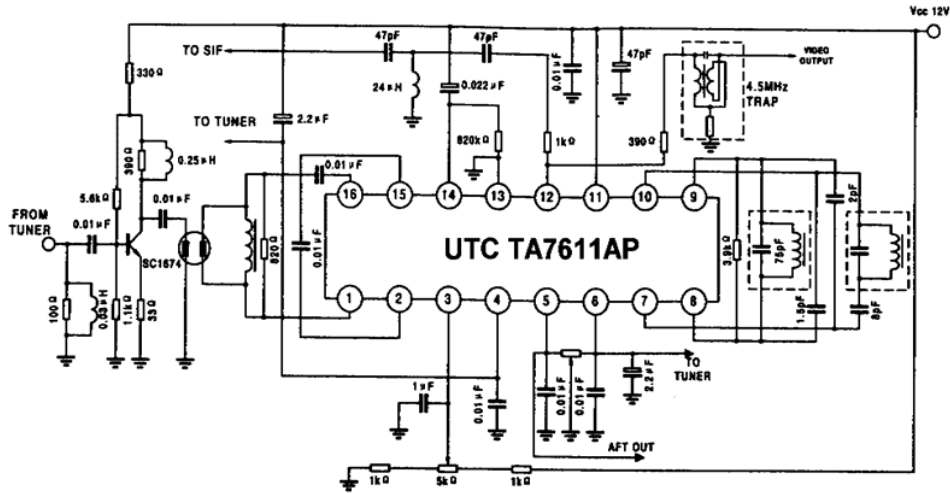 Vcc 12V
47pF
47pF
TO SIF
0.01µF
47pF
VIDEO
OUTPUT
330Ω
24µH
0.022µF
4.5MHz
TRAP
TO TUNER
2.2µF
820kΩ
1kΩ
390Ω
390Ω
0.25µH
0.01µF
5.6kΩ
0.01µF
16
15
14
13
12
11
10
9
2pF
FROM
TUNER
0.01µF
SC1674
820Ω
0.01µF
UTC TA7611AP
3.9kΩ
75pF
100Ω
0.03µH
1.1kΩ
33Ω
1
2
3
4
5
6
7
8
1.5pF
8pF
TO
TUNER
1µF
0.01µF
0.01µF
0.01µF
2.2µF
AFT OUT
1kΩ
5kΩ
1kΩ